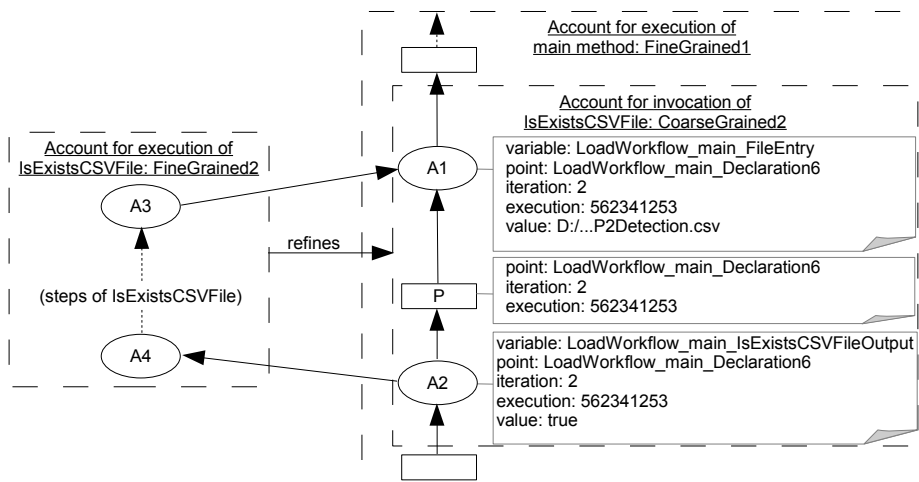 Account for execution of
main method: FineGrained1
Account for invocation of
IsExistsCSVFile: CoarseGrained2
Account for execution of
IsExistsCSVFile: FineGrained2
A1
variable: LoadWorkflow_main_FileEntry
point: LoadWorkflow_main_Declaration6
iteration: 2
execution: 562341253
value: D:/...P2Detection.csv
A3
refines
(steps of IsExistsCSVFile)
P
point: LoadWorkflow_main_Declaration6
iteration: 2
execution: 562341253
A4
A2
variable: LoadWorkflow_main_IsExistsCSVFileOutput
point: LoadWorkflow_main_Declaration6
iteration: 2
execution: 562341253
value: true